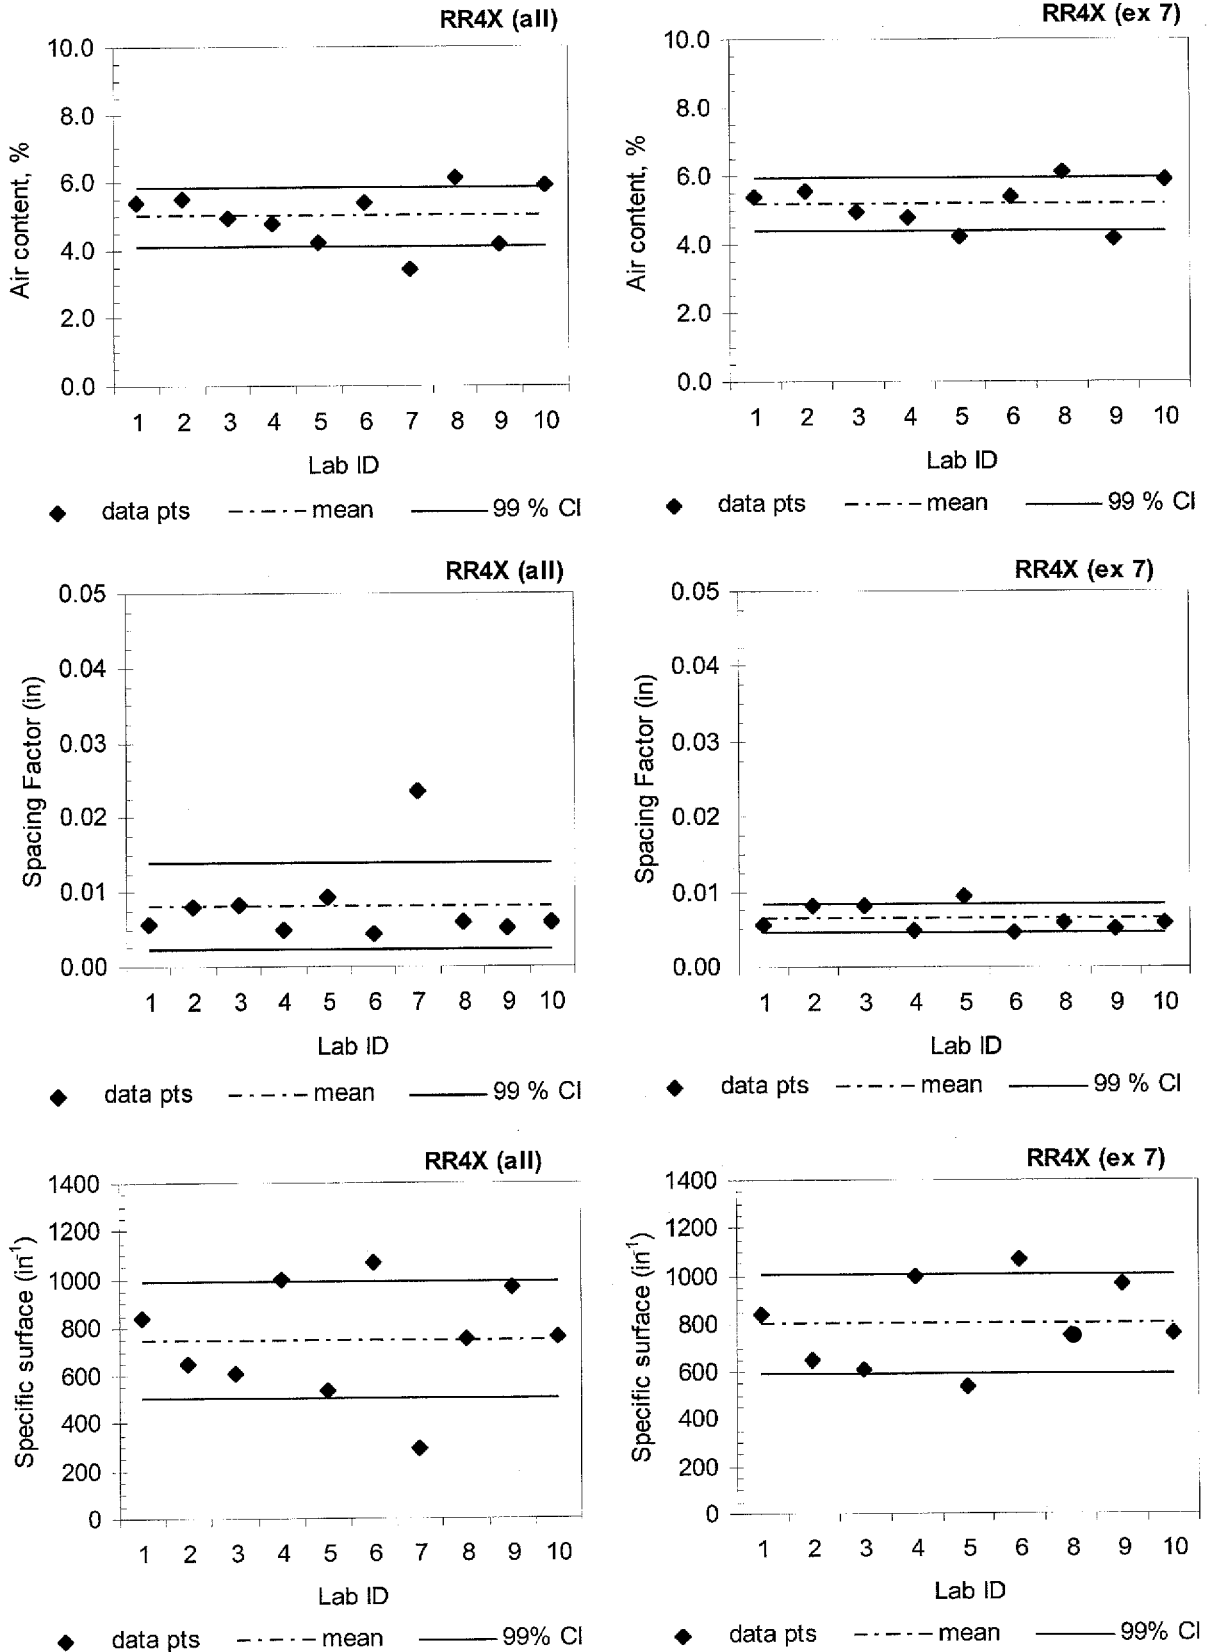 RR4X (all)
10.0
8.0
6.0
4.0
2.0
0.0
Air content, %
1 2 3 4 5 6 7 8 9 10
Lab ID
data pts mean 99 % CI
RR4X (ex 7)
10.0
8.0
6.0
4.0
2.0
0.0
Air content, %
1 2 3 4 5 6 8 9 10
Lab ID
data pts mean 99 % CI
RR4X (all)
0.05
0.04
0.03
0.02
0.01
0.00
Spacing Factor (in)
1 2 3 4 5 6 7 8 9 10
Lab ID
data pts mean 99 % CI
RR4X (ex 7)
0.05
0.04
0.03
0.02
0.01
0.00
Spacing Factor (in)
1 2 3 4 5 6 8 9 10
Lab ID
data pts mean 99 % CI
RR4X (all)
1400
1200
1000
800
600
400
200
0
Specific surface (in⁻¹)
1 2 3 4 5 6 7 8 9 10
Lab ID
data pts mean 99% CI
RR4X (ex 7)
1400
1200
1000
800
600
400
200
0
Specific surface (in⁻¹)
1 2 3 4 5 6 8 9 10
Lab ID
data pts mean 99% CI